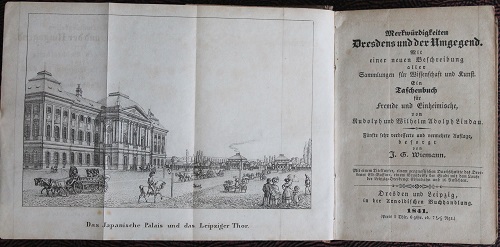 Das Japanische Palais und das Leipziger Thor.
Merkwürdigkeiten
Dresdens und der Umgegend.
Mit
einer neuen Beschreibung
aller
Sammlungen für Wissenschaft und Kunst.
Ein
Taschenbuch
für
Fremde und Einheimische,
von
Rudolph und Wilhelm Adolph Lindau.
Fünfte sehr verbesserte und vermehrte Auflage,
besorgt
von
J. G. Wiemann.
Dresden und Leipzig,
in der Arnoldischen Buchhandlung.
1841.